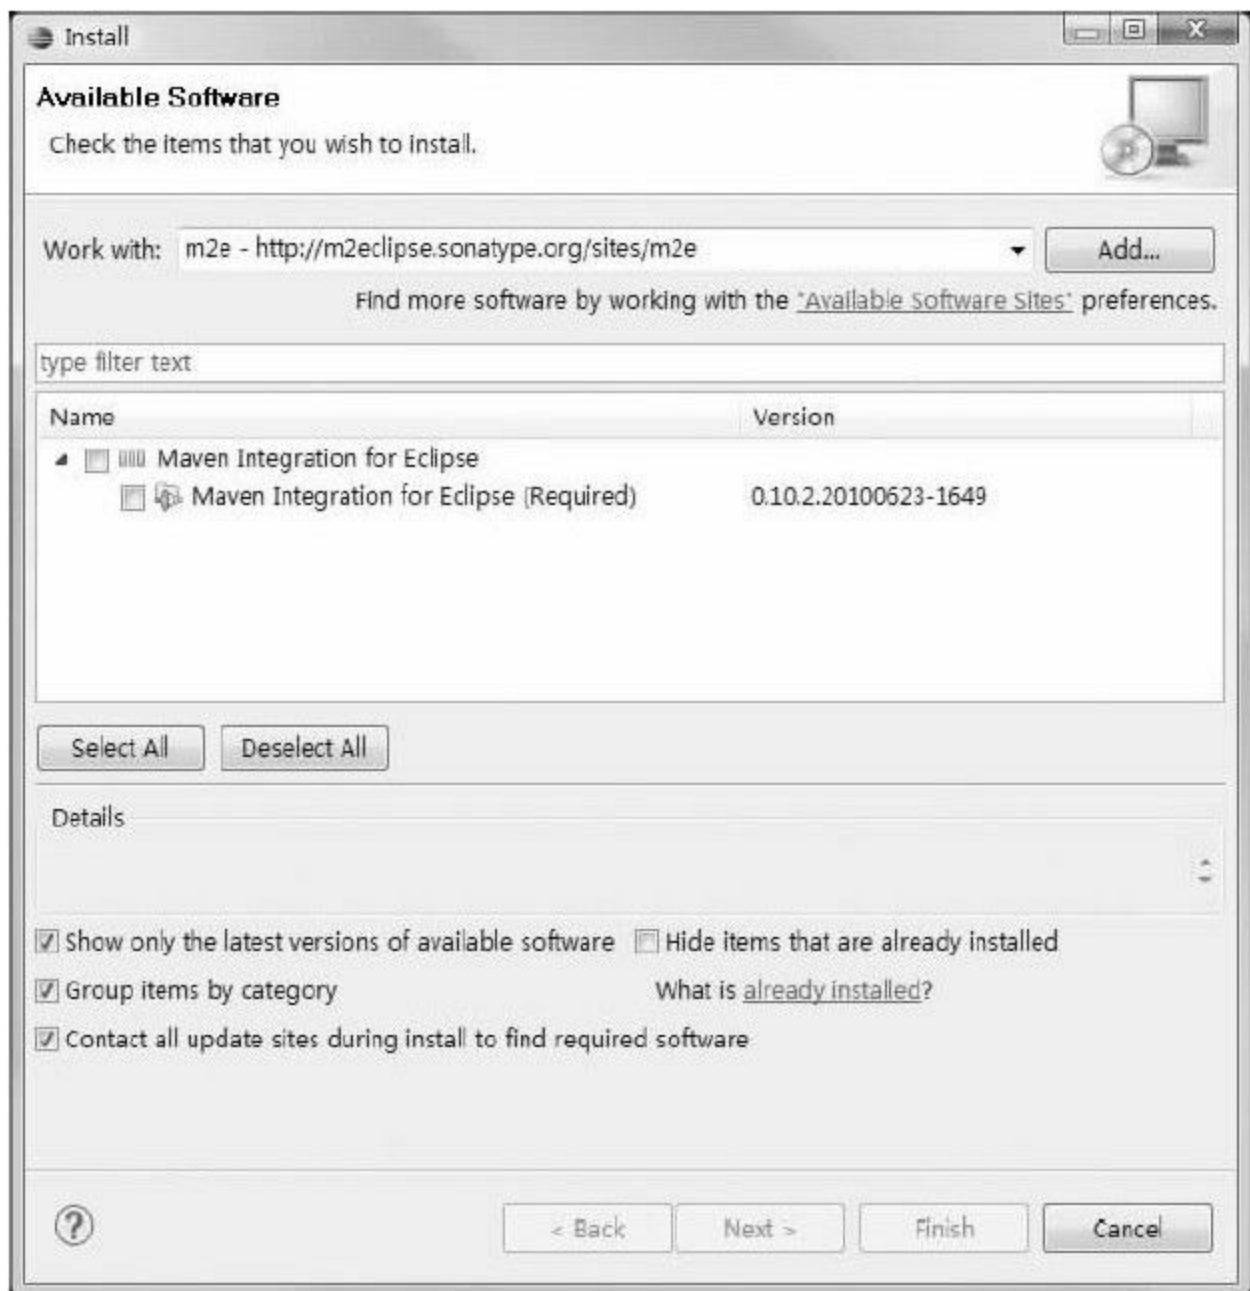 Install
Available Software
Check the items that you wish to install.
Work with: m2e - http://m2eclipse.sonatype.org/sites/m2e Add...
Find more software by working with the "Available Software Sites" preferences.
type filter text
Name Version
Maven Integration for Eclipse
Maven Integration for Eclipse (Required) 0.10.2.20100623-1649
Select All Deselect All
Details
Show only the latest versions of available software Hide items that are already installed
Group items by category What is already installed?
Contact all update sites during install to find required software
? < Back Next > Finish Cancel